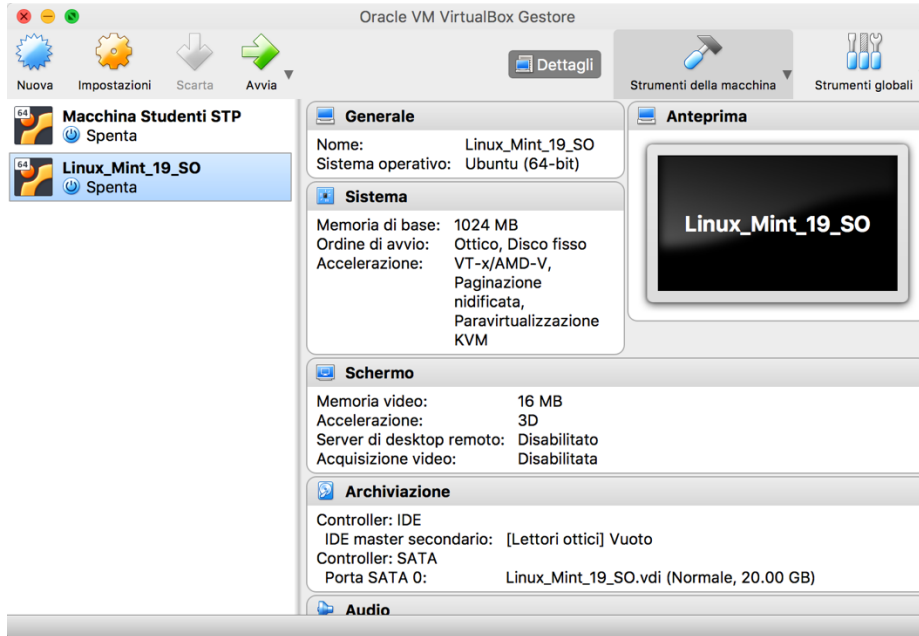 Oracle VM VirtualBox Gestore
Nuova
Impostazioni
Scarta
Avvia
Dettagli
Strumenti della macchina
Strumenti globali
64
Macchina Studenti STP
Spenta
64
Linux_Mint_19_SO
Spenta
Generale
Nome: Linux_Mint_19_SO
Sistema operativo: Ubuntu (64-bit)
Anteprima
Linux_Mint_19_SO
Sistema
Memoria di base: 1024 MB
Ordine di avvio: Ottico, Disco fisso
Accelerazione: VT-x/AMD-V,
Paginazione
nidificata,
Paravirtualizzazione
KVM
Schermo
Memoria video: 16 MB
Accelerazione: 3D
Server di desktop remoto: Disabilitato
Acquisizione video: Disabilitata
Archiviazione
Controller: IDE
IDE master secondario: [Lettori ottici] Vuoto
Controller: SATA
Porta SATA 0: Linux_Mint_19_SO.vdi (Normale, 20.00 GB)
Audio